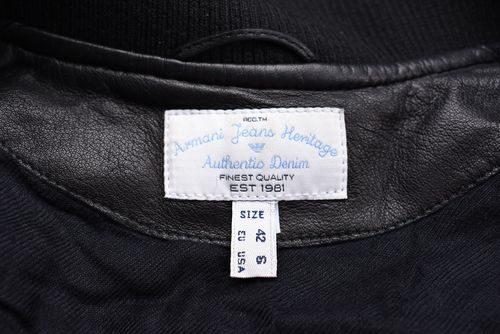 REG.TM
Armani Jeans Heritage
Authentic Denim
FINEST QUALITY
EST 1981
SIZE
EU 42
USA 6